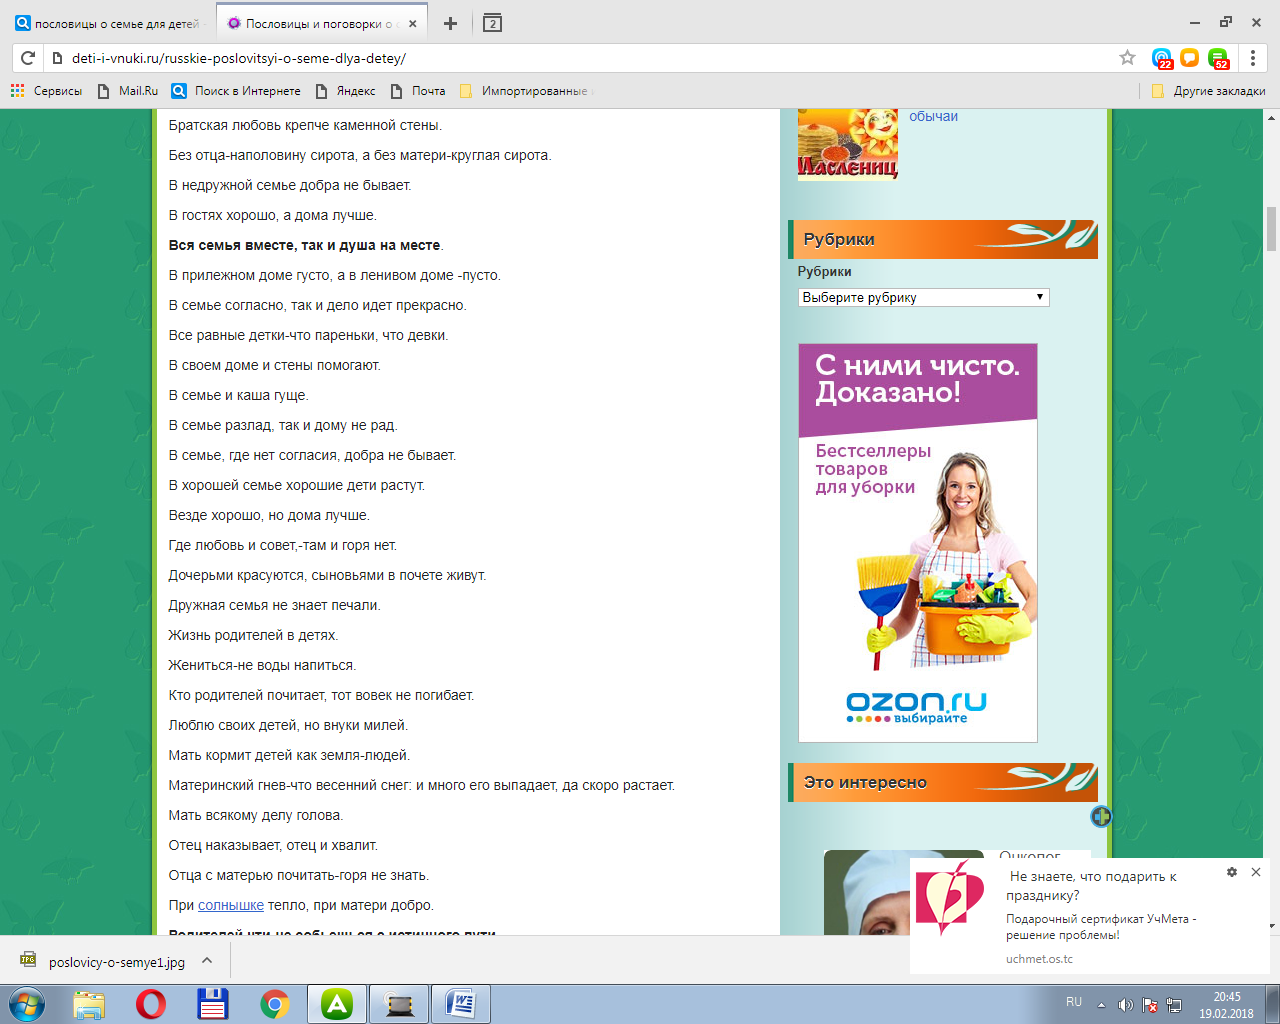 пословицы о семье для детей
Пословицы и поговорки о с
2
deti-i-vnuki.ru/russkie-poslovitsyi-o-seme-dlya-detey/
22
52
Сервисы
Mail.Ru
Поиск в Интернете
Яндекс
Почта
Импортированные
Другие закладки
Братская любовь крепче каменной стены.
Без отца-наполовину сирота, а без матери-круглая сирота.
В недружной семье добра не бывает.
В гостях хорошо, а дома лучше.
Вся семья вместе, так и душа на месте.
В прилежном доме густо, а в ленивом доме -пусто.
В семье согласно, так и дело идет прекрасно.
Все равные детки-что пареньки, что девки.
В своем доме и стены помогают.
В семье и каша гуще.
В семье разлад, так и дому не рад.
В семье, где нет согласия, добра не бывает.
В хорошей семье хорошие дети растут.
Везде хорошо, но дома лучше.
Где любовь и совет,-там и горя нет.
Дочерьми красуются, сыновьями в почете живут.
Дружная семья не знает печали.
Жизнь родителей в детях.
Жениться-не воды напиться.
Кто родителей почитает, тот вовек не погибает.
Люблю своих детей, но внуки милей.
Мать кормит детей как земля-людей.
Материнский гнев-что весенний снег: и много его выпадает, да скоро растает.
Мать всякому делу голова.
Отец наказывает, отец и хвалит.
Отца с матерью почитать-горя не знать.
При солнышке тепло, при матери добро.
Родителей чти-не собьешься с истинного пути
Маслениц
обычаи
Рубрики
Рубрики
Выберите рубрику
С ними чисто.
Доказано!
Бестселлеры
товаров
для уборки
ozon.ru
выбирайте
Это интересно
Не знаете, что подарить к
празднику?
Подарочный сертификат УчМета -
решение проблемы!
uchmet.os.tc
JPG
poslovicy-o-semye1.jpg
RU
20:45
19.02.2018